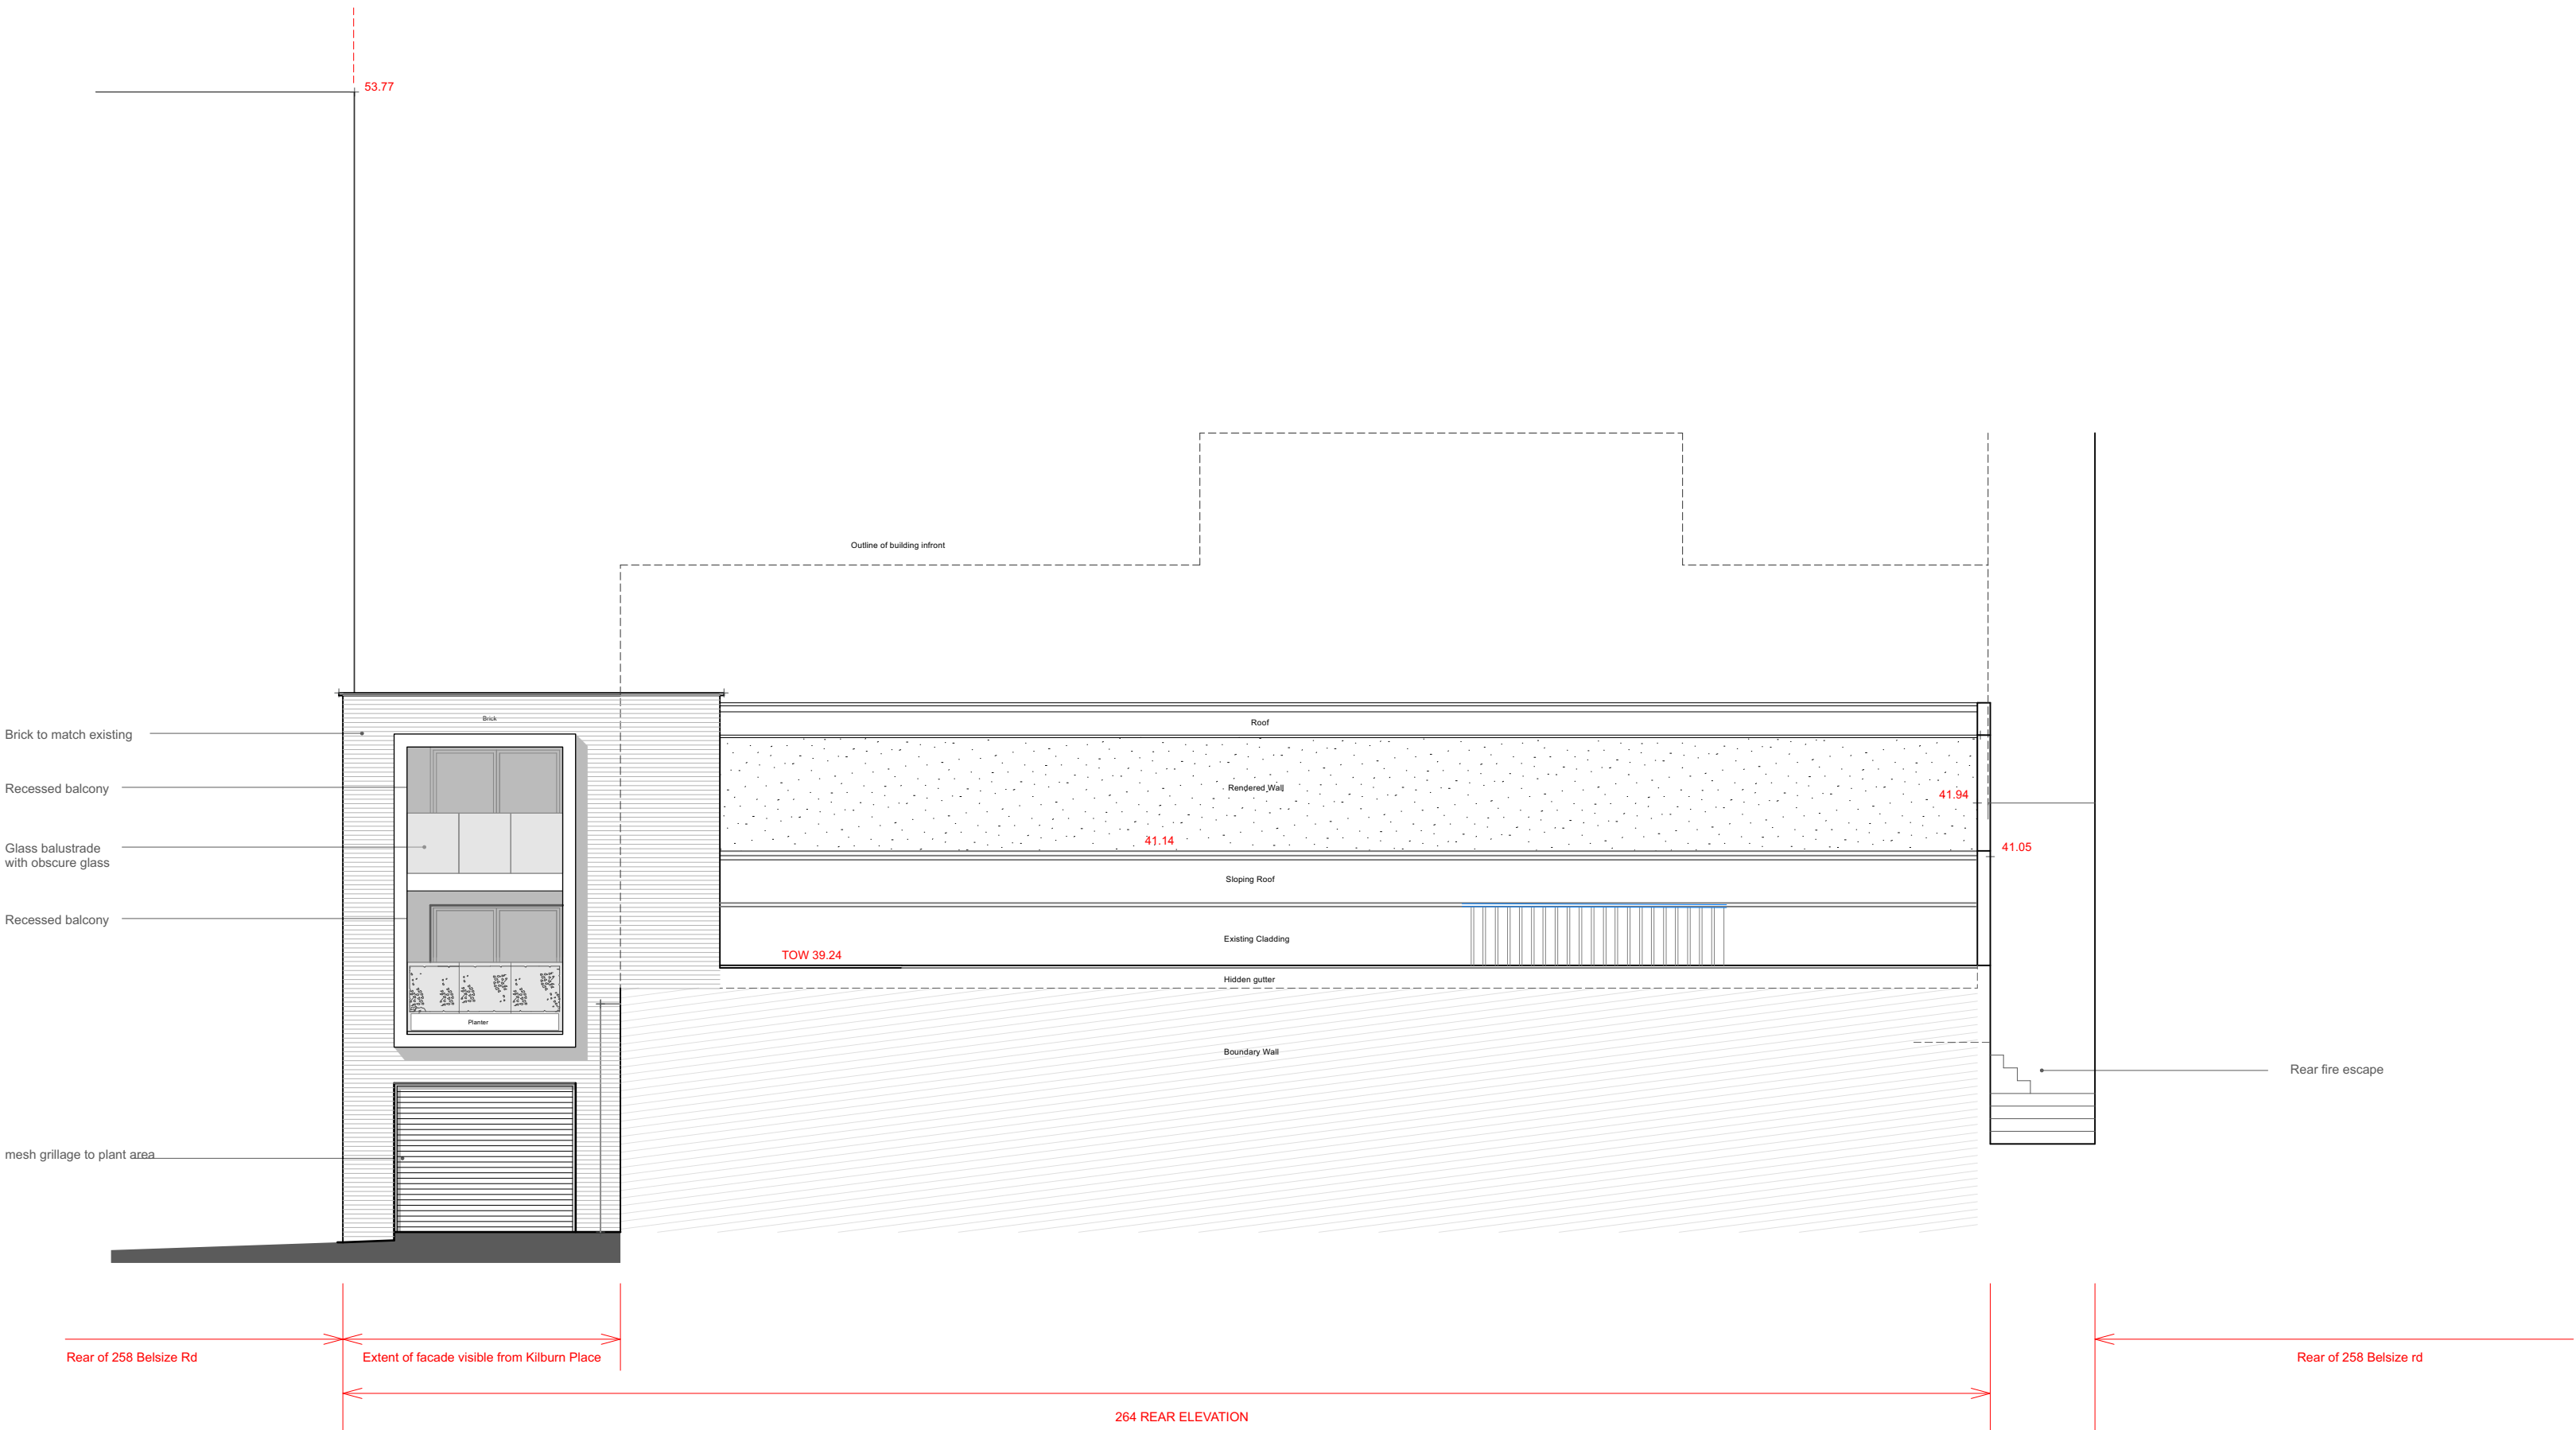 53.77
Outline of building infront
Brick
Roof
Brick to match existing
Recessed balcony
Rendered Wall
41.94
41.14
Glass balustrade
with obscure glass
41.05
Sloping Roof
Recessed balcony
Existing Cladding
TOW 39.24
Hidden gutter
Planter
Boundary Wall
Rear fire escape
mesh grillage to plant area
Rear of 258 Belsize Rd
Extent of facade visible from Kilburn Place
Rear of 258 Belsize rd
264 REAR ELEVATION